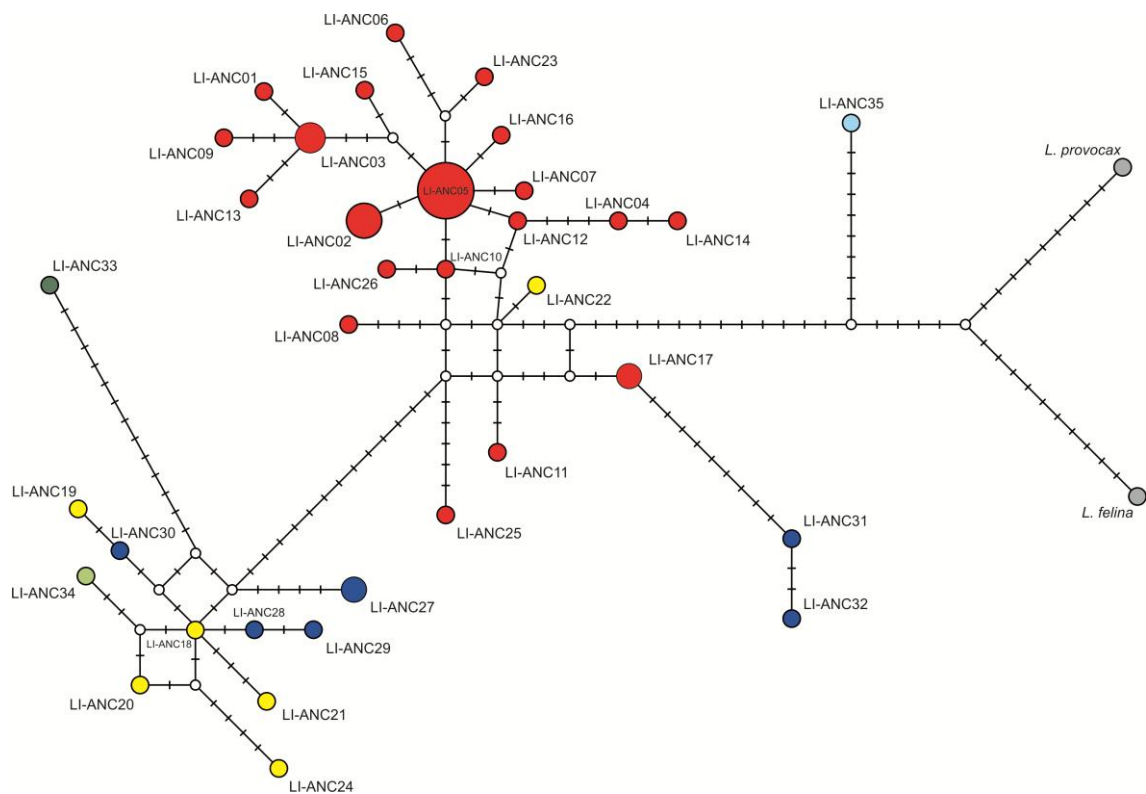 LI-ANC06
LI-ANC23
LI-ANC01
LI-ANC15
LI-ANC35
LI-ANC16
LI-ANC09
LI-ANC03
L. provocax
LI-ANC07
LI-ANC05
LI-ANC04
LI-ANC13
LI-ANC02
LI-ANC12
LI-ANC14
LI-ANC10
LI-ANC33
LI-ANC26
LI-ANC22
LI-ANC08
LI-ANC17
LI-ANC11
LI-ANC19
L. felina
LI-ANC30
LI-ANC31
LI-ANC25
LI-ANC34
LI-ANC27
LI-ANC28
LI-ANC32
LI-ANC18
LI-ANC29
LI-ANC20
LI-ANC21
LI-ANC24